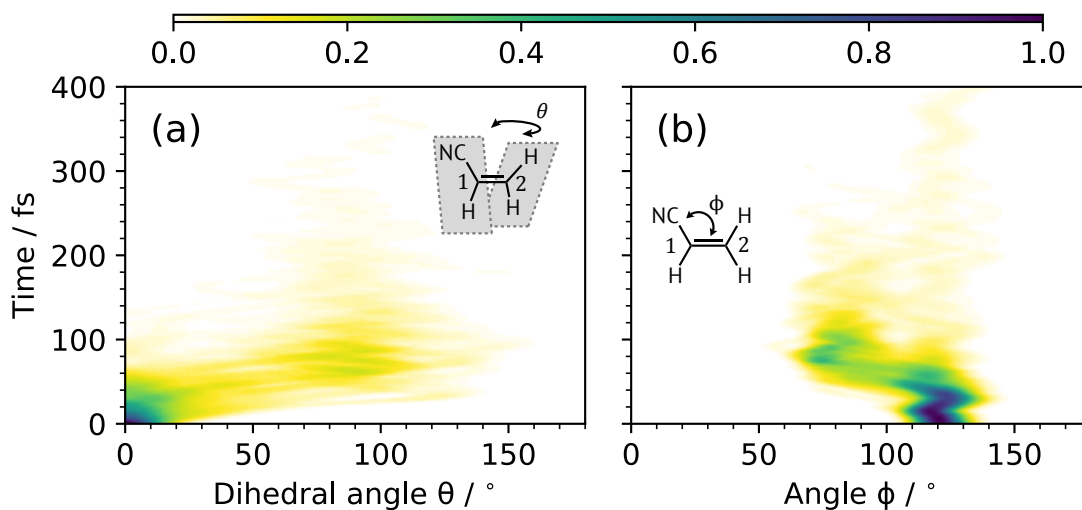 0.0 0.2 0.4 0.6 0.8 1.0
400
300
200
100
0
Time / fs
(a)
θ
NC
H
1
2
H
H
0 50 100 150
Dihedral angle θ / °
(b)
ϕ
NC
H
1
2
H
H
0 50 100 150
Angle ϕ / °